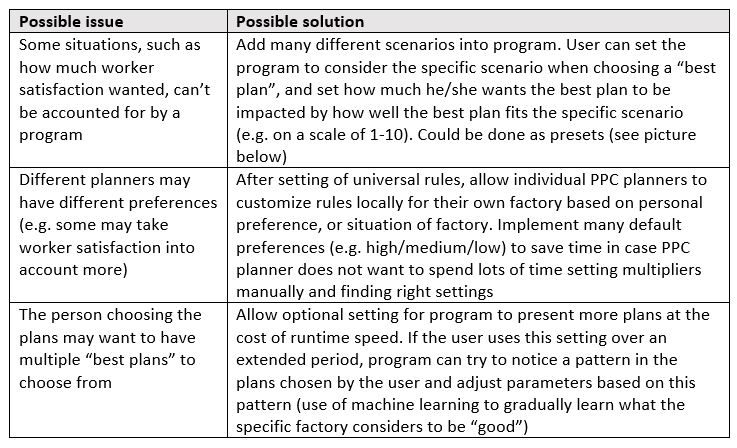 Possible issue
Possible solution
Some situations, such as
how much worker
satisfaction wanted, can't
be accounted for by a
program
Add many different scenarios into program. User can set the
program to consider the specific scenario when choosing a “best
plan”, and set how much he/she wants the best plan to be
impacted by how well the best plan fits the specific scenario
(e.g. on a scale of 1-10). Could be done as presets (see picture
below)
Different planners may
have different preferences
(e.g. some may take
worker satisfaction into
account more)
After setting of universal rules, allow individual PPC planners to
customize rules locally for their own factory based on personal
preference, or situation of factory. Implement many default
preferences (e.g. high/medium/low) to save time in case PPC
planner does not want to spend lots of time setting multipliers
manually and finding right settings
The person choosing the
plans may want to have
multiple “best plans” to
choose from
Allow optional setting for program to present more plans at the
cost of runtime speed. If the user uses this setting over an
extended period, program can try to notice a pattern in the
plans chosen by the user and adjust parameters based on this
pattern (use of machine learning to gradually learn what the
specific factory considers to be “good”)